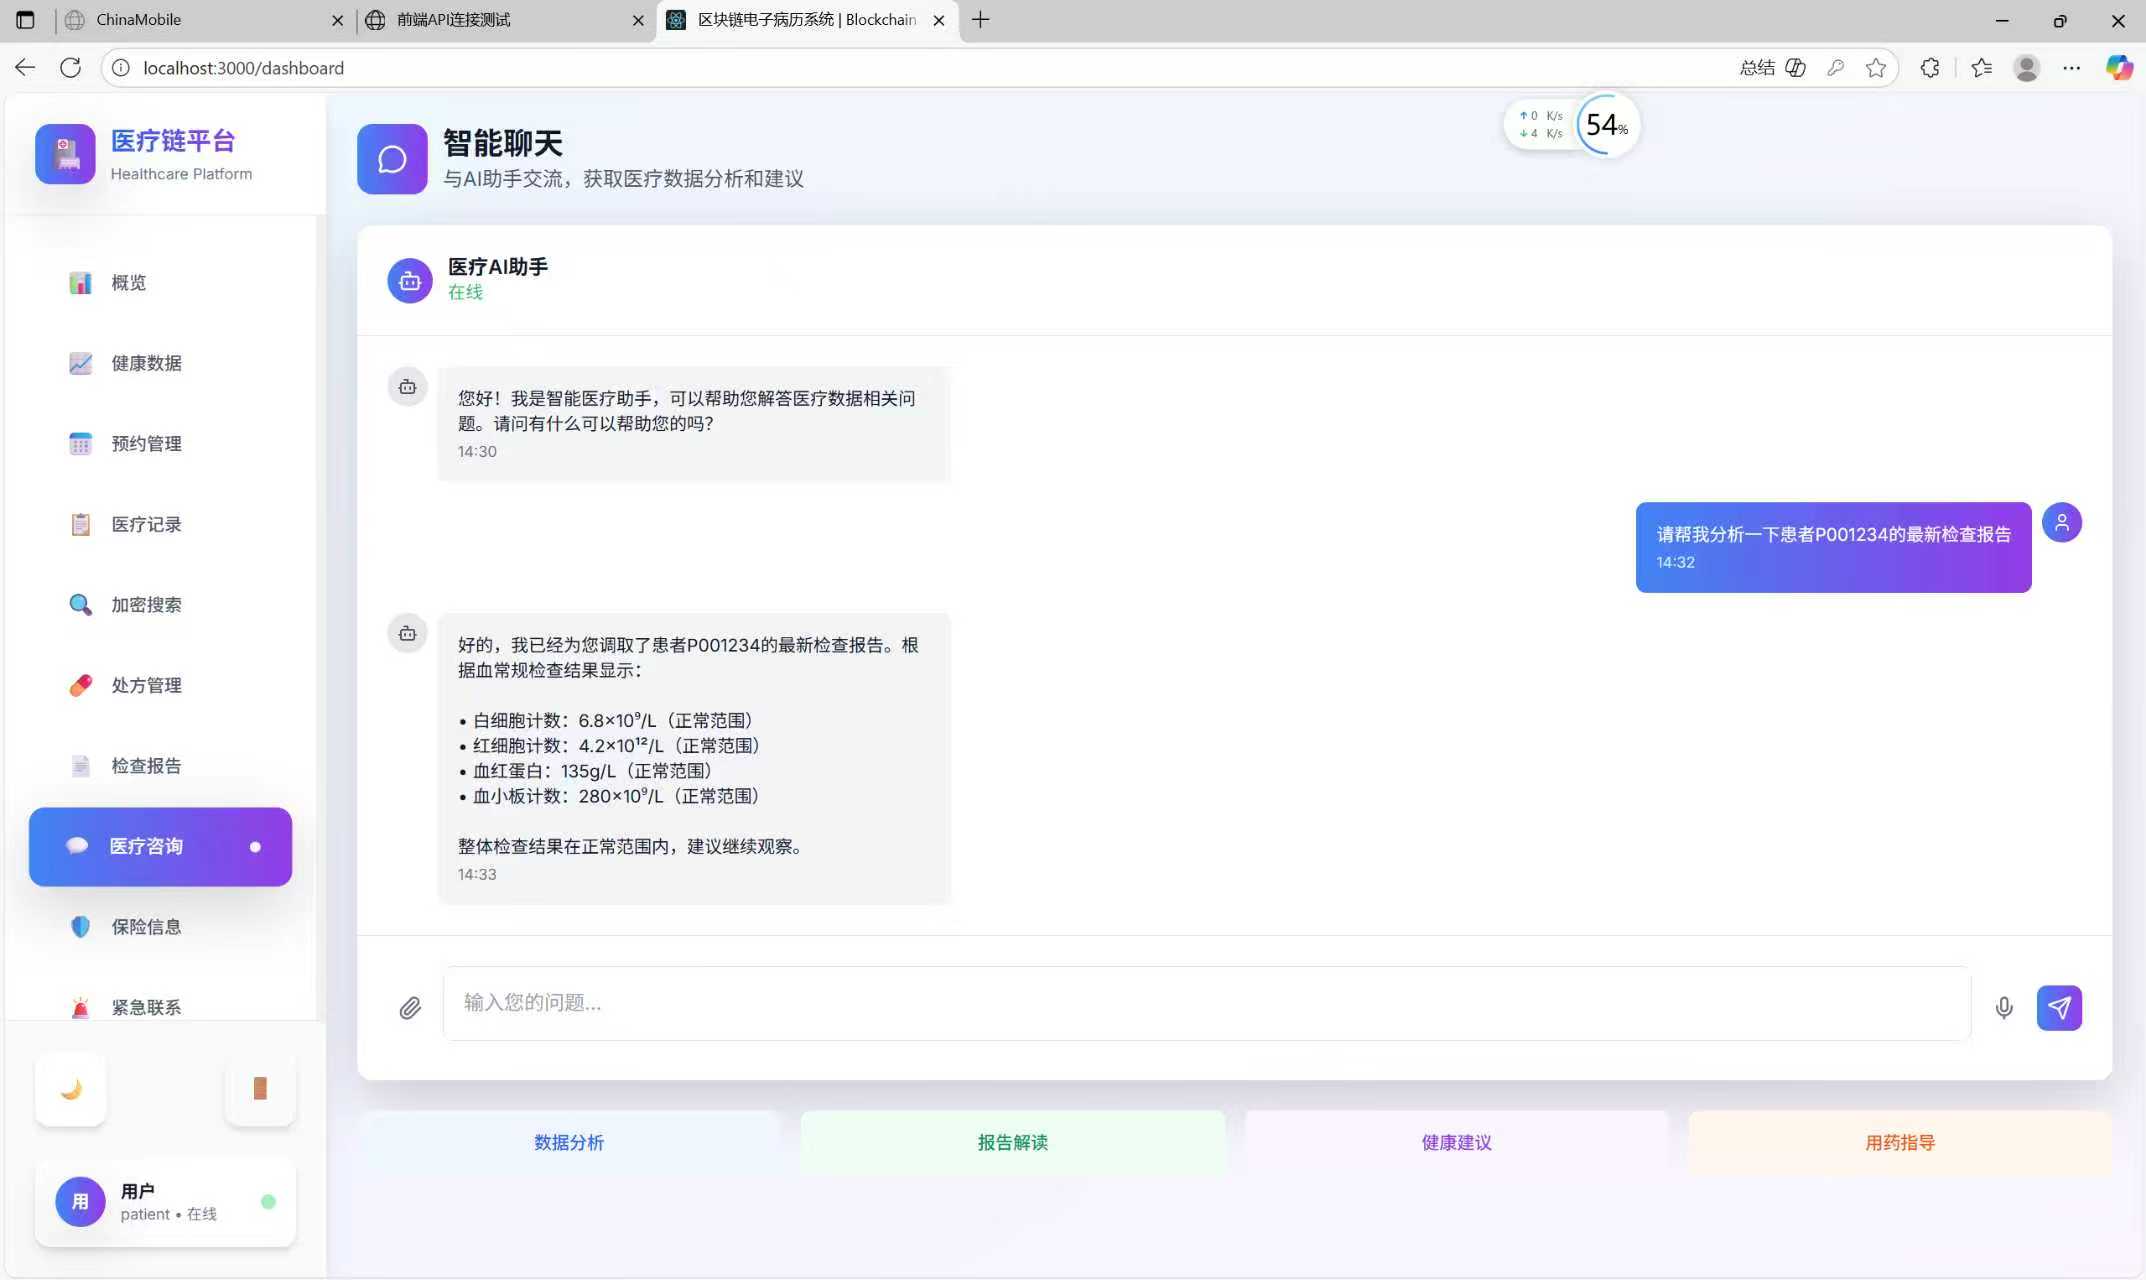 ChinaMobile
前端API连接测试
区块链电子病历系统 | Blockchain
localhost:3000/dashboard
总结
医疗链平台
Healthcare Platform
概览
健康数据
预约管理
医疗记录
加密搜索
处方管理
检查报告
医疗咨询
保险信息
紧急联系
用
用户
patient • 在线
智能聊天
与AI助手交流，获取医疗数据分析和建议
↑ 0 K/s
↓ 4 K/s
54%
医疗AI助手
在线
您好！我是智能医疗助手，可以帮助您解答医疗数据相关问
题。请问有什么可以帮助您的吗？
14:30
请帮我分析一下患者P001234的最新检查报告
14:32
好的，我已经为您调取了患者P001234的最新检查报告。根
据血常规检查结果显示：
• 白细胞计数：6.8×10⁹/L（正常范围）
• 红细胞计数：4.2×10¹²/L（正常范围）
• 血红蛋白：135g/L（正常范围）
• 血小板计数：280×10⁹/L（正常范围）
整体检查结果在正常范围内，建议继续观察。
14:33
输入您的问题...
数据分析
报告解读
健康建议
用药指导